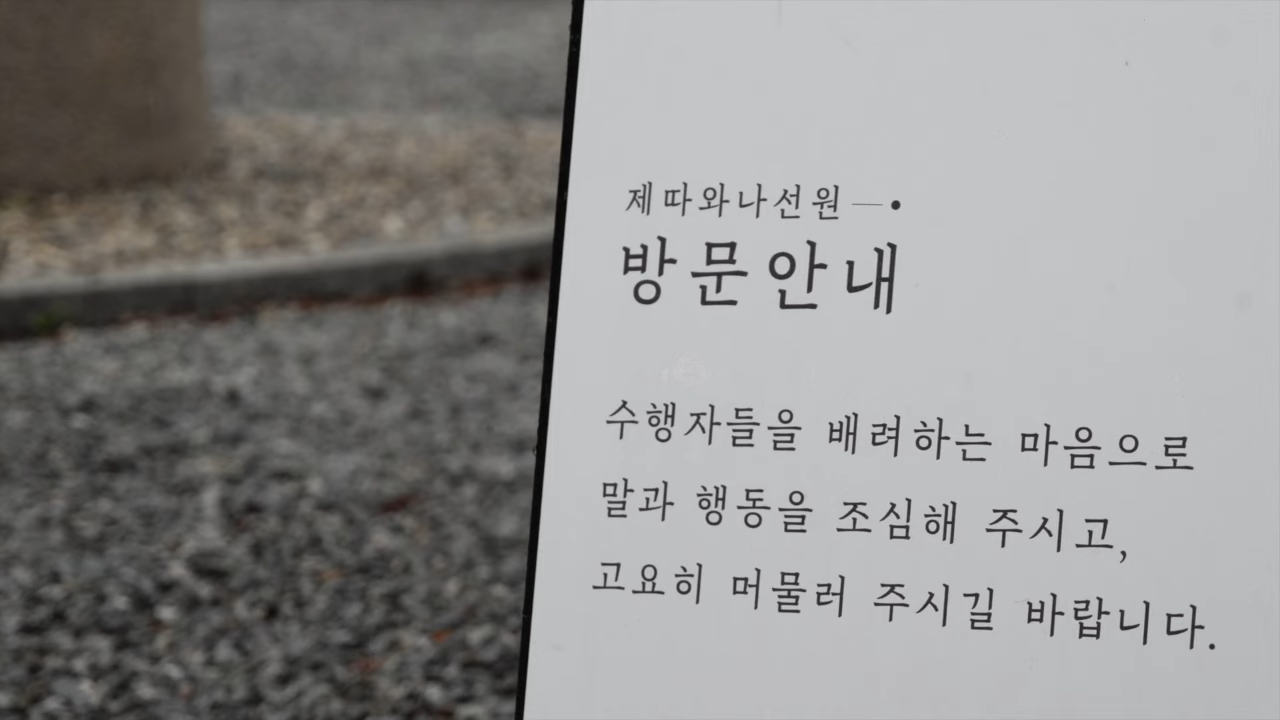 제따와나선원
방문안내
수행자들을 배려하는 마음으로
말과 행동을 조심해 주시고,
고요히 머물러 주시길 바랍니다.